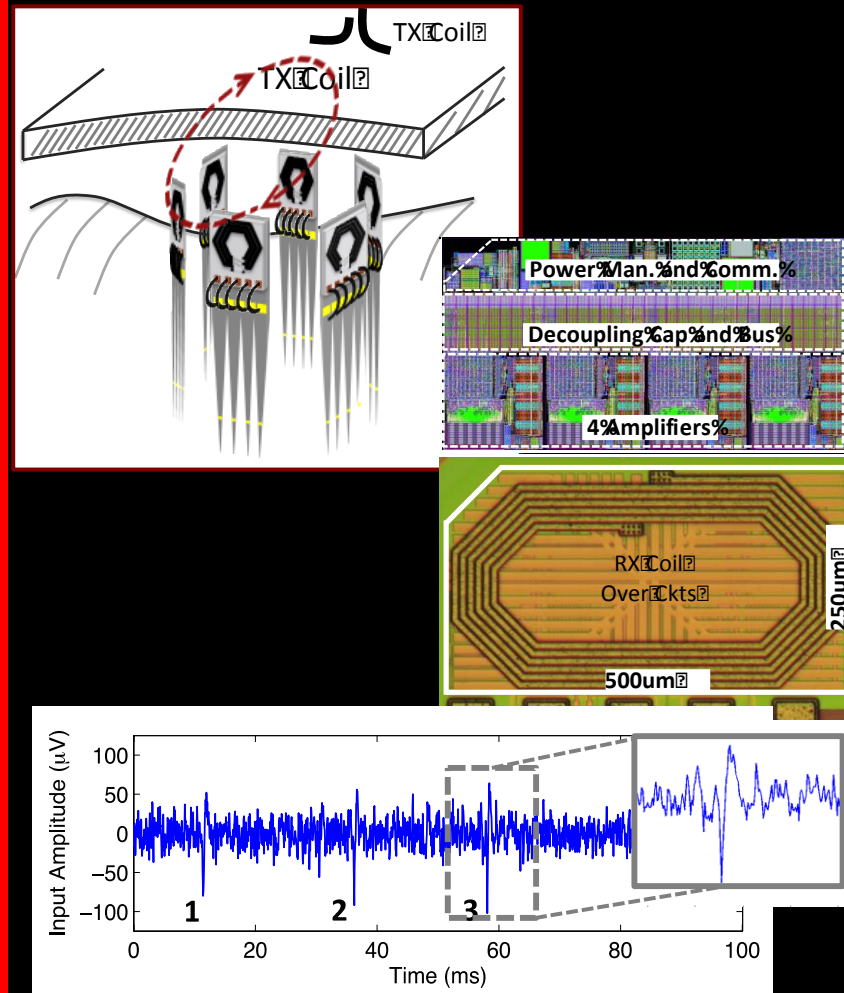 TX Coil
TX Coil
Power% Man.% and% Comm.%
Decoupling% Cap% and% Bus%
4% Amplifiers%
RX Coil
Over Ckts
250um
500um
Input Amplitude (μV)
100
50
0
−50
−100
1
2
3
0
20
40
60
80
100
Time (ms)